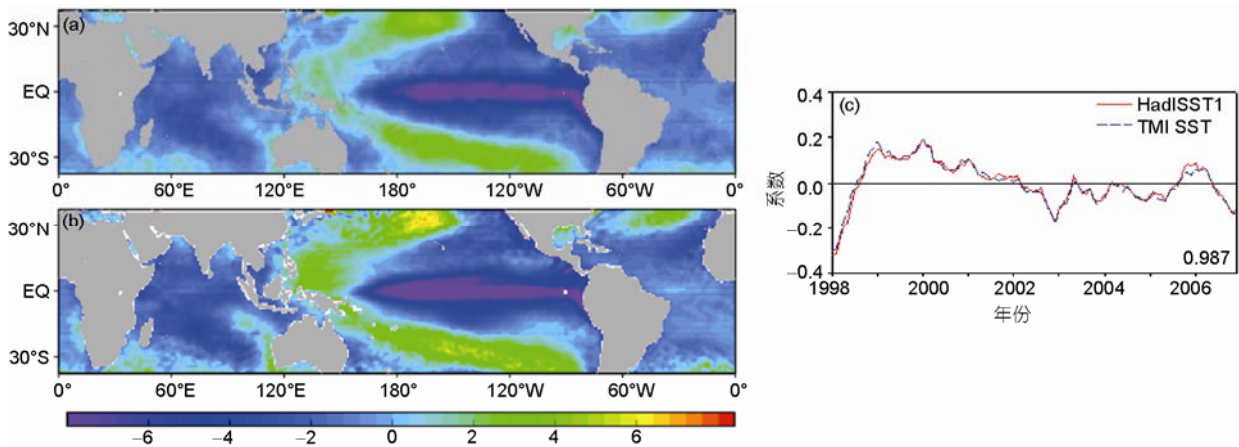 (a)
30°N
EQ
30°S
0° 60°E 120°E 180° 120°W 60°W 0°
(b)
30°N
EQ
30°S
0° 60°E 120°E 180° 120°W 60°W 0°
−6 −4 −2 0 2 4 6
(c)
HadISST1
TMI SST
0.4
0.2
0.0
−0.2
−0.4
系数
0.987
1998 2000 2002 2004 2006
年份